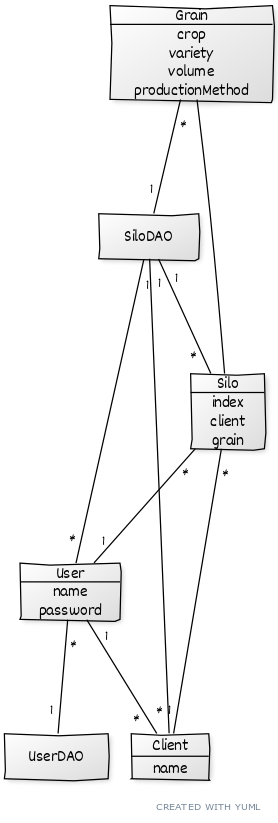 Grain
crop
variety
volume
productionMethod
*
1
SiloDAO
1 1 1
*
Silo
index
client
grain
* *
* 1
User
name
password
* 1
1 * * 1
UserDAO
Client
name
CREATED WITH YUML